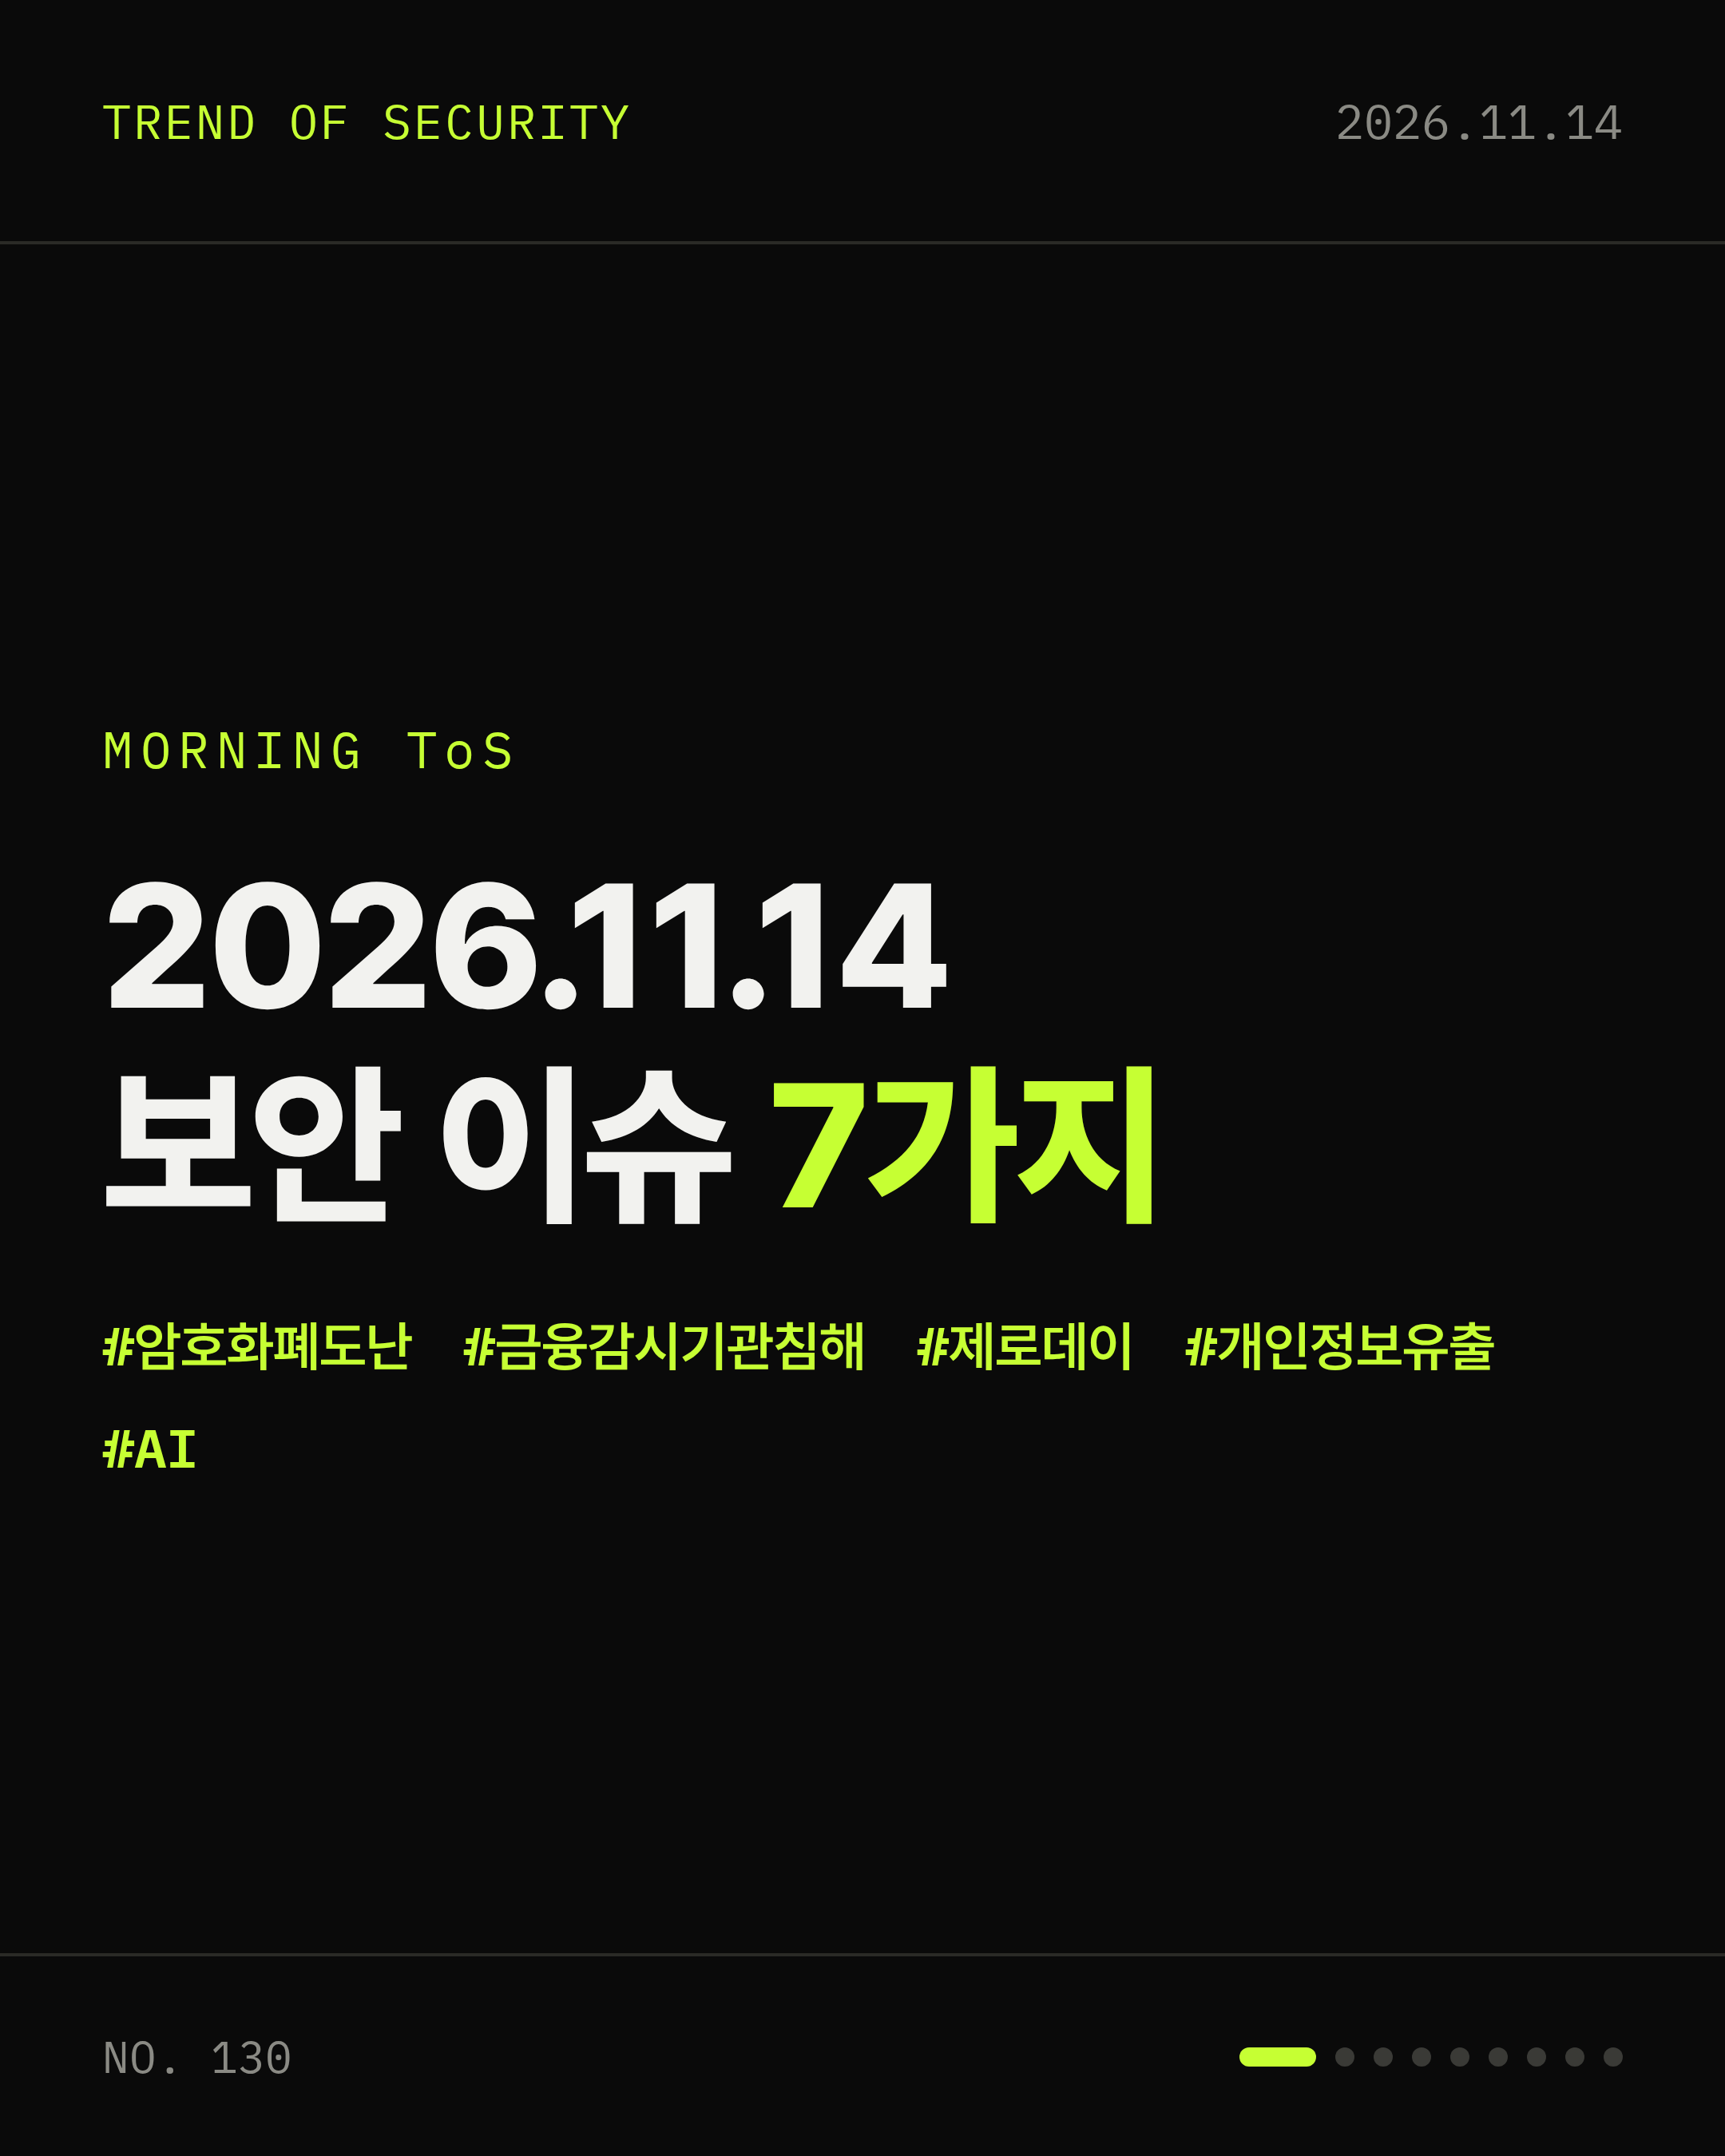 TREND OF SECURITY 2026.11.14
MORNING ToS
2026.11.14
보안 이슈 7가지
#암호화폐도난 #금융감시기관침해 #제로데이 #개인정보유출
#AI
NO. 130